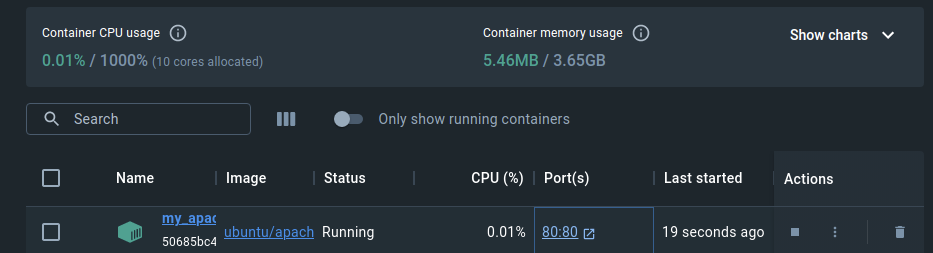 Container CPU usage
0.01% / 1000% (10 cores allocated)
Container memory usage
5.46MB / 3.65GB
Show charts
Search
Only show running containers
Name Image Status CPU (%) Port(s) Last started Actions
my_apac
50685bc4
ubuntu/apach Running 0.01% 80:80 19 seconds ago